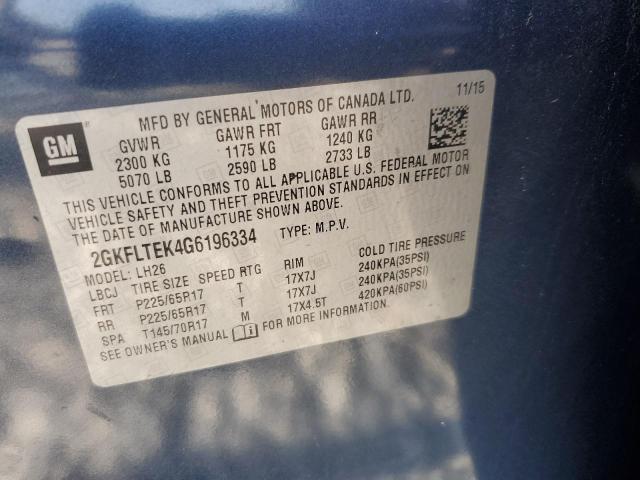 MFD BY GENERAL MOTORS OF CANADA LTD. 11/15
GM ®
GVWR GAWR FRT GAWR RR
2300 KG 1175 KG 1240 KG
5070 LB 2590 LB 2733 LB
THIS VEHICLE CONFORMS TO ALL APPLICABLE U.S. FEDERAL MOTOR
VEHICLE SAFETY AND THEFT PREVENTION STANDARDS IN EFFECT ON
THE DATE OF MANUFACTURE SHOWN ABOVE.
2GKFLTEK4G6196334 TYPE: M.P.V.
MODEL: LH26
LBCJ TIRE SIZE SPEED RTG RIM COLD TIRE PRESSURE
FRT P225/65R17 T 17X7J 240KPA(35PSI)
RR P225/65R17 T 17X7J 240KPA(35PSI)
SPA T145/70R17 M 17X4.5T 420KPA(60PSI)
SEE OWNER'S MANUAL i FOR MORE INFORMATION.